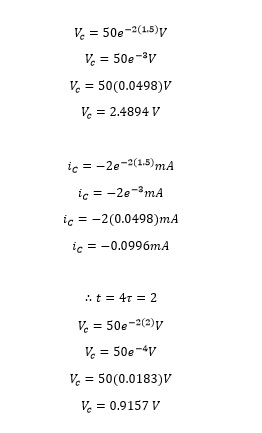 V_c = 50e^{-2(1.5)}V
V_c = 50e^{-3}V
V_c = 50(0.0498)V
V_c = 2.4894 V
i_C = -2e^{-2(1.5)}mA
i_C = -2e^{-3}mA
i_C = -2(0.0498)mA
i_C = -0.0996mA
∴ t = 4τ = 2
V_c = 50e^{-2(2)}V
V_c = 50e^{-4}V
V_c = 50(0.0183)V
V_c = 0.9157 V